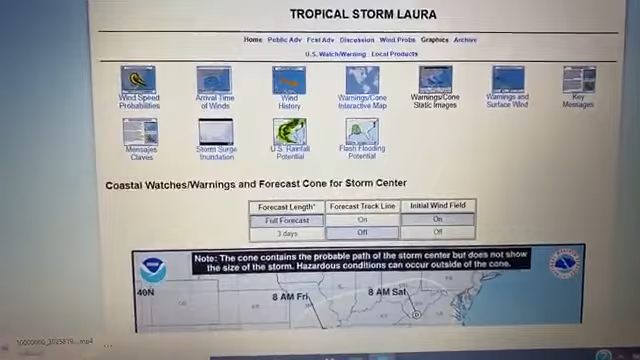 TROPICAL STORM LAURA
Home Public Adv Fcst Adv Discussion Wind Probs Graphics Archive
U.S. Watch/Warning Local Products
Wind Speed Probabilities
Arrival Time of Winds
Wind History
Warnings/Cone Interactive Map
Warnings/Cone Static Images
Warnings and Surface Wind
Key Messages
Mensajes Claves
Storm Surge Inundation
U.S. Rainfall Potential
Flash Flooding Potential
Coastal Watches/Warnings and Forecast Cone for Storm Center
Forecast Length* Forecast Track Line Initial Wind Field
Full Forecast On On
3 days Off Off
Note: The cone contains the probable path of the storm center but does not show
the size of the storm. Hazardous conditions can occur outside of the cone.
40N
8 AM Fri
8 AM Sat